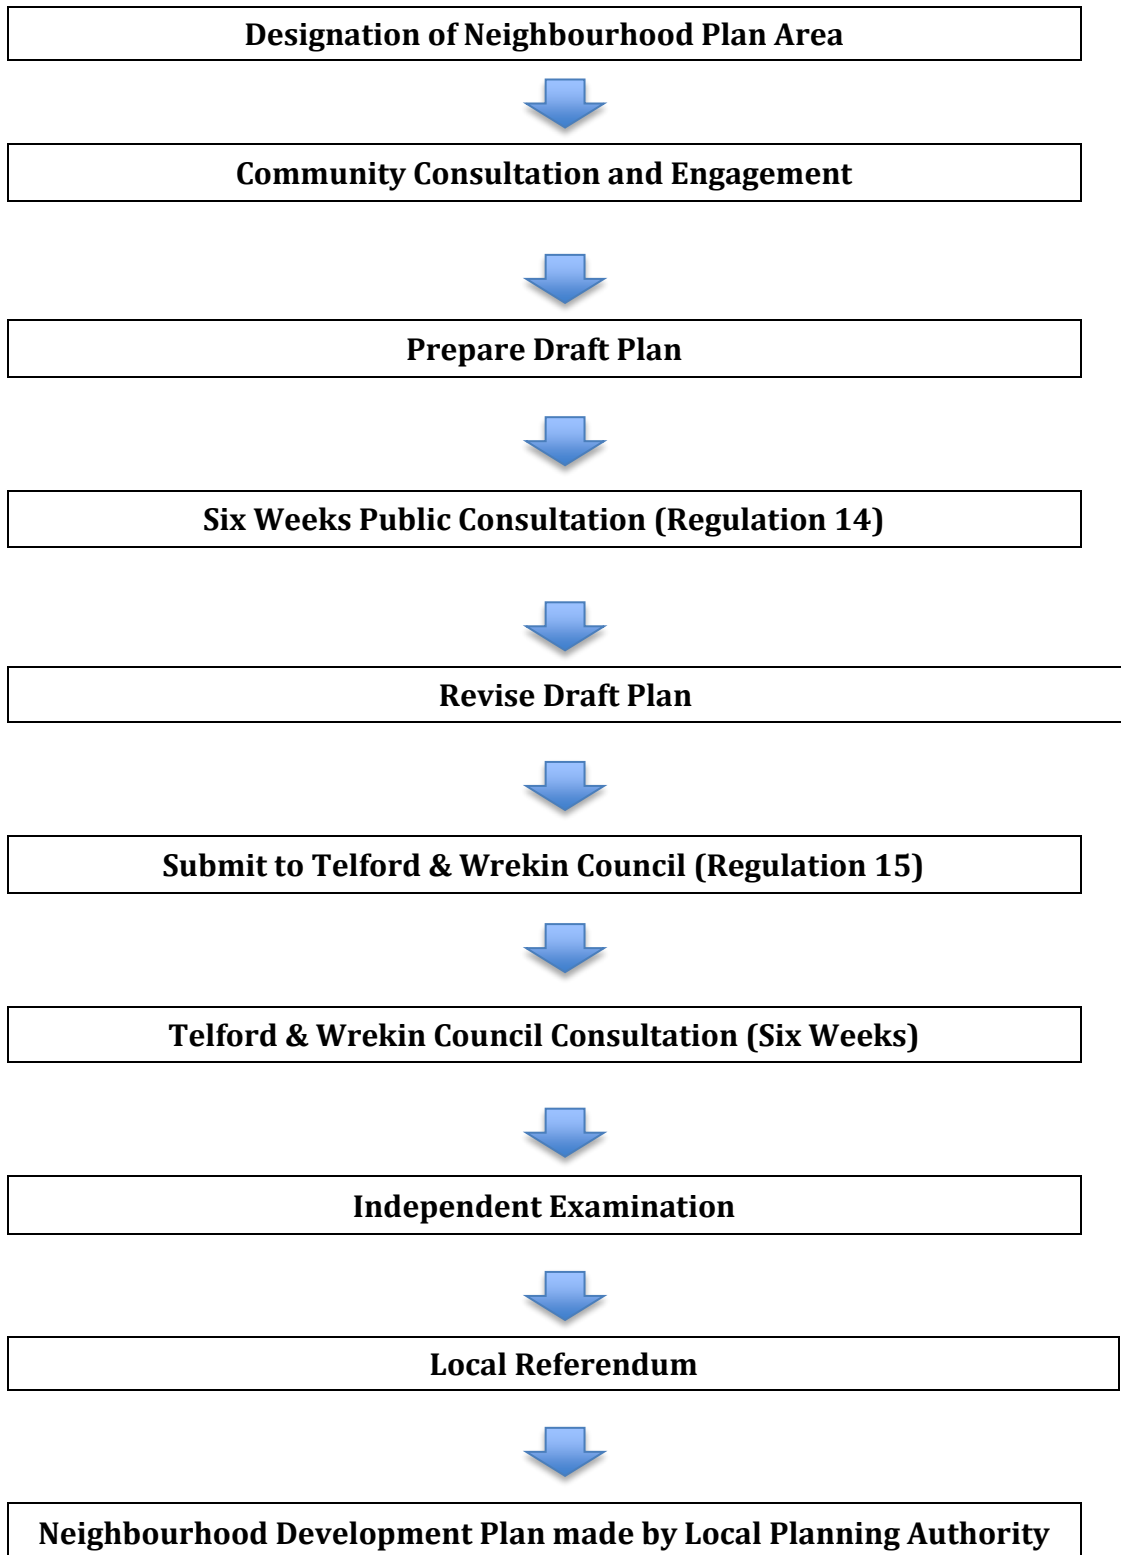 Designation of Neighbourhood Plan Area
Community Consultation and Engagement
Prepare Draft Plan
Six Weeks Public Consultation (Regulation 14)
Revise Draft Plan
Submit to Telford & Wrekin Council (Regulation 15)
Telford & Wrekin Council Consultation (Six Weeks)
Independent Examination
Local Referendum
Neighbourhood Development Plan made by Local Planning Authority